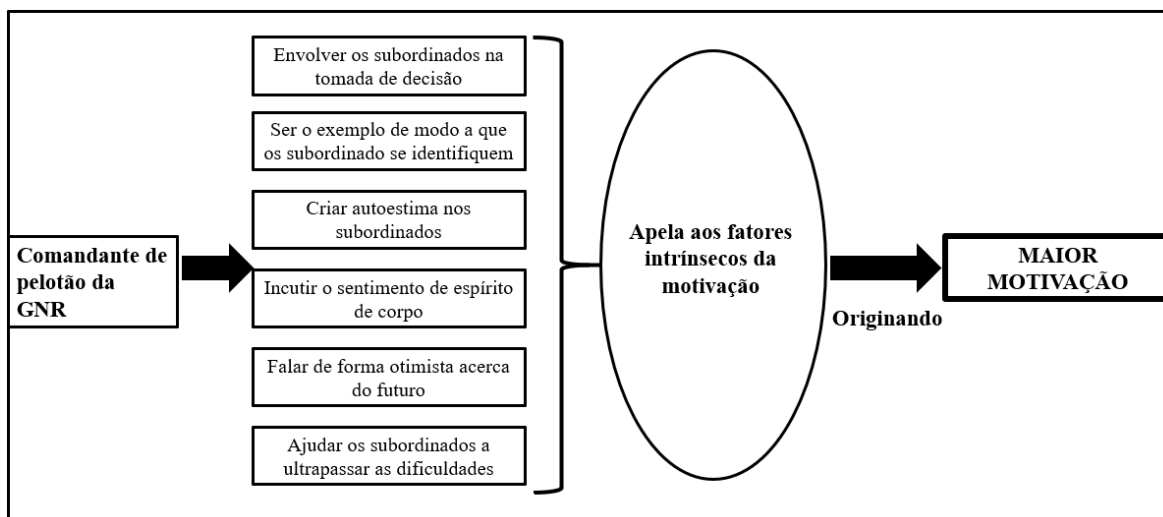 Comandante de
pelotão da
GNR
Envolver os subordinados na
tomada de decisão
Ser o exemplo de modo a que
os subordinado se identifiquem
Criar autoestima nos
subordinados
Incutir o sentimento de espírito
de corpo
Falar de forma otimista acerca
do futuro
Ajudar os subordinados a
ultrapassar as dificuldades
Apela aos fatores
intrínsecos da
motivação
Originando
MAIOR
MOTIVAÇÃO